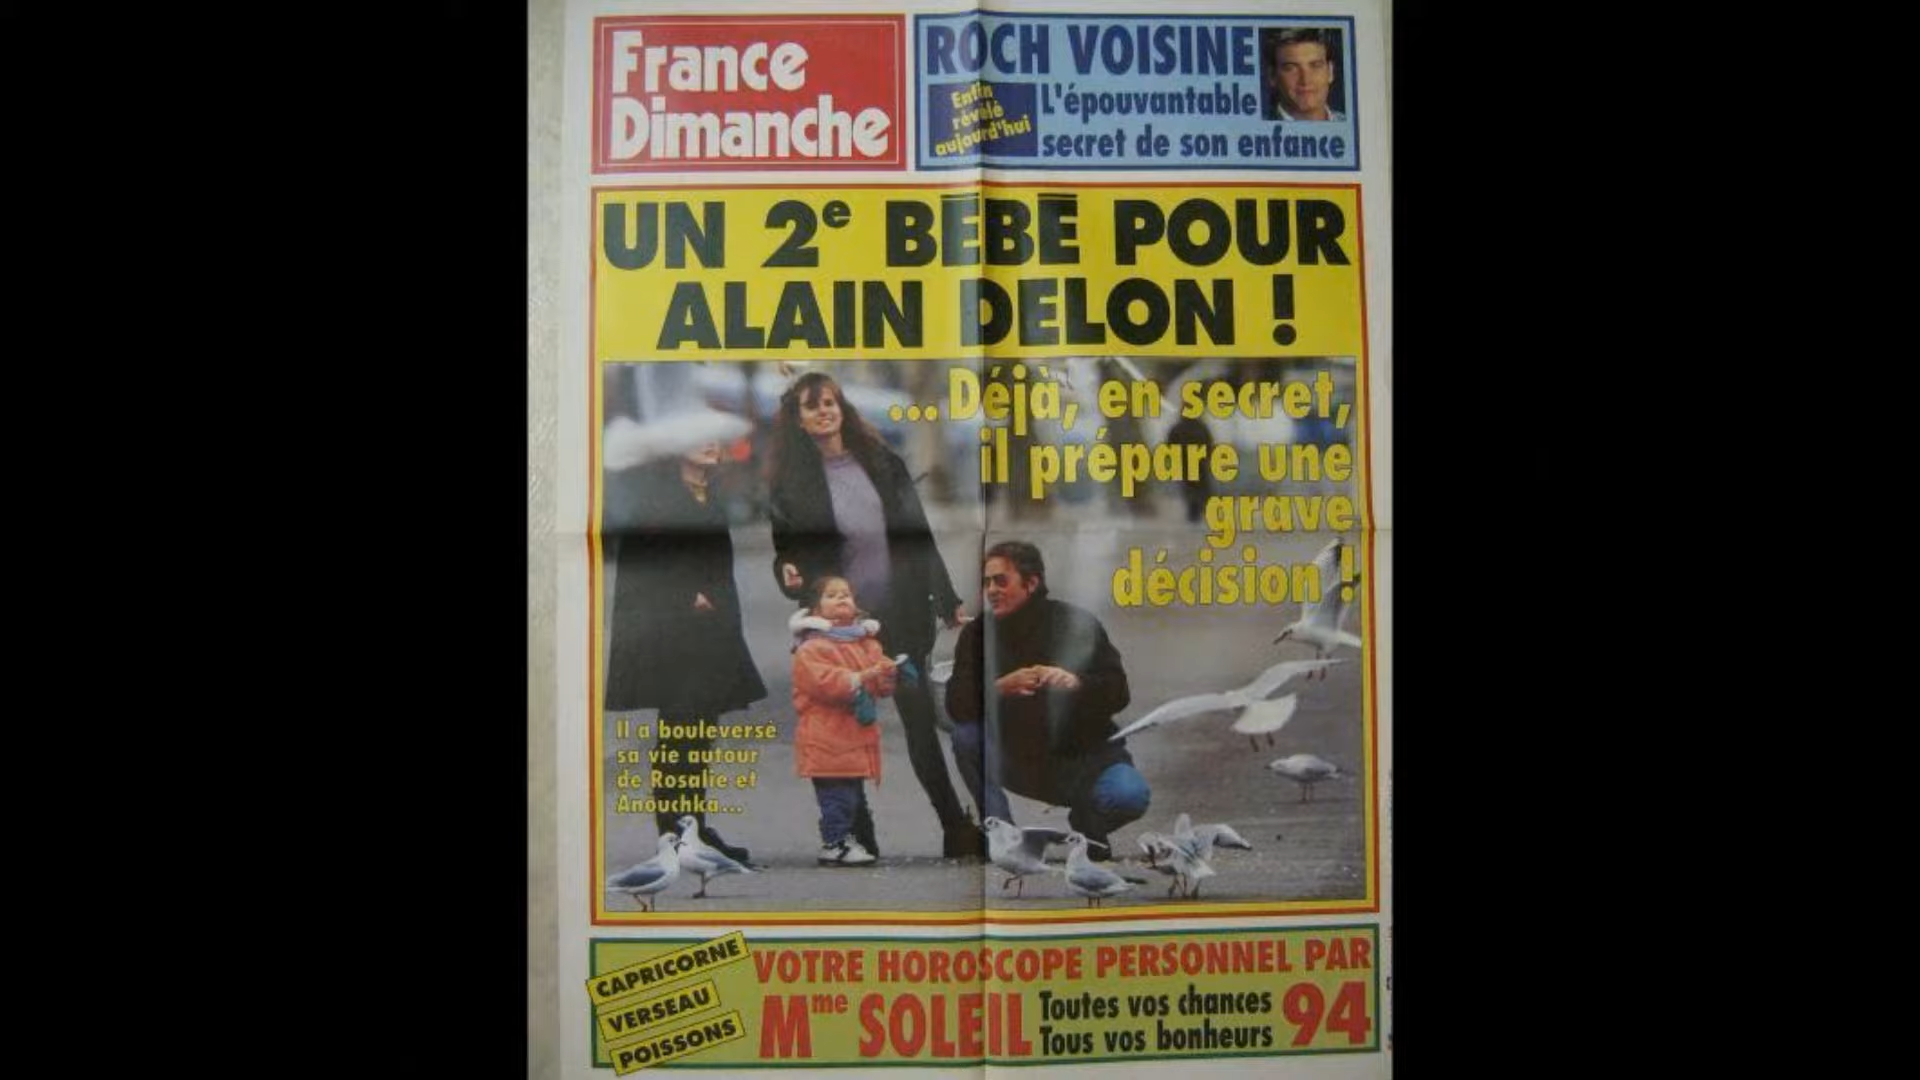 France
Dimanche
ROCH VOISINE
Enfin
révélé
aujourd'hui
L'épouvantable
secret de son enfance
UN 2e BÉBÉ POUR
ALAIN DELON !
...Déjà, en secret,
il prépare une
grave
décision !
Il a bouleversé
sa vie autour
de Rosalie et
Anouchka...
CAPRICORNE
VERSEAU
POISSONS
VOTRE HOROSCOPE PERSONNEL PAR
Mme SOLEIL
Toutes vos chances
Tous vos bonheurs
94